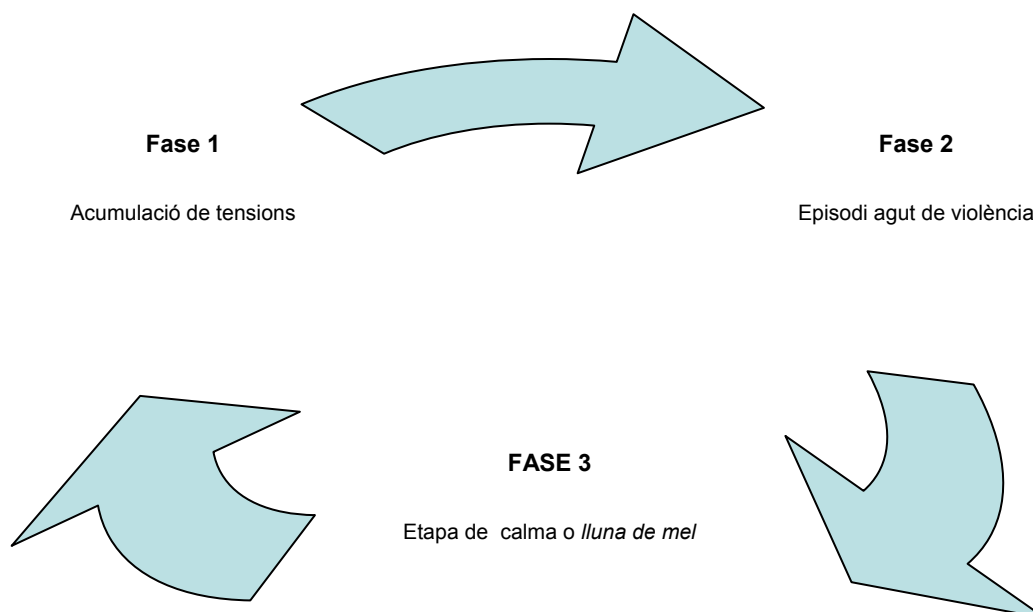 Fase 1
Fase 2
Acumulació de tensions
Episodi agut de violència
FASE 3
Etapa de calma o lluna de mel